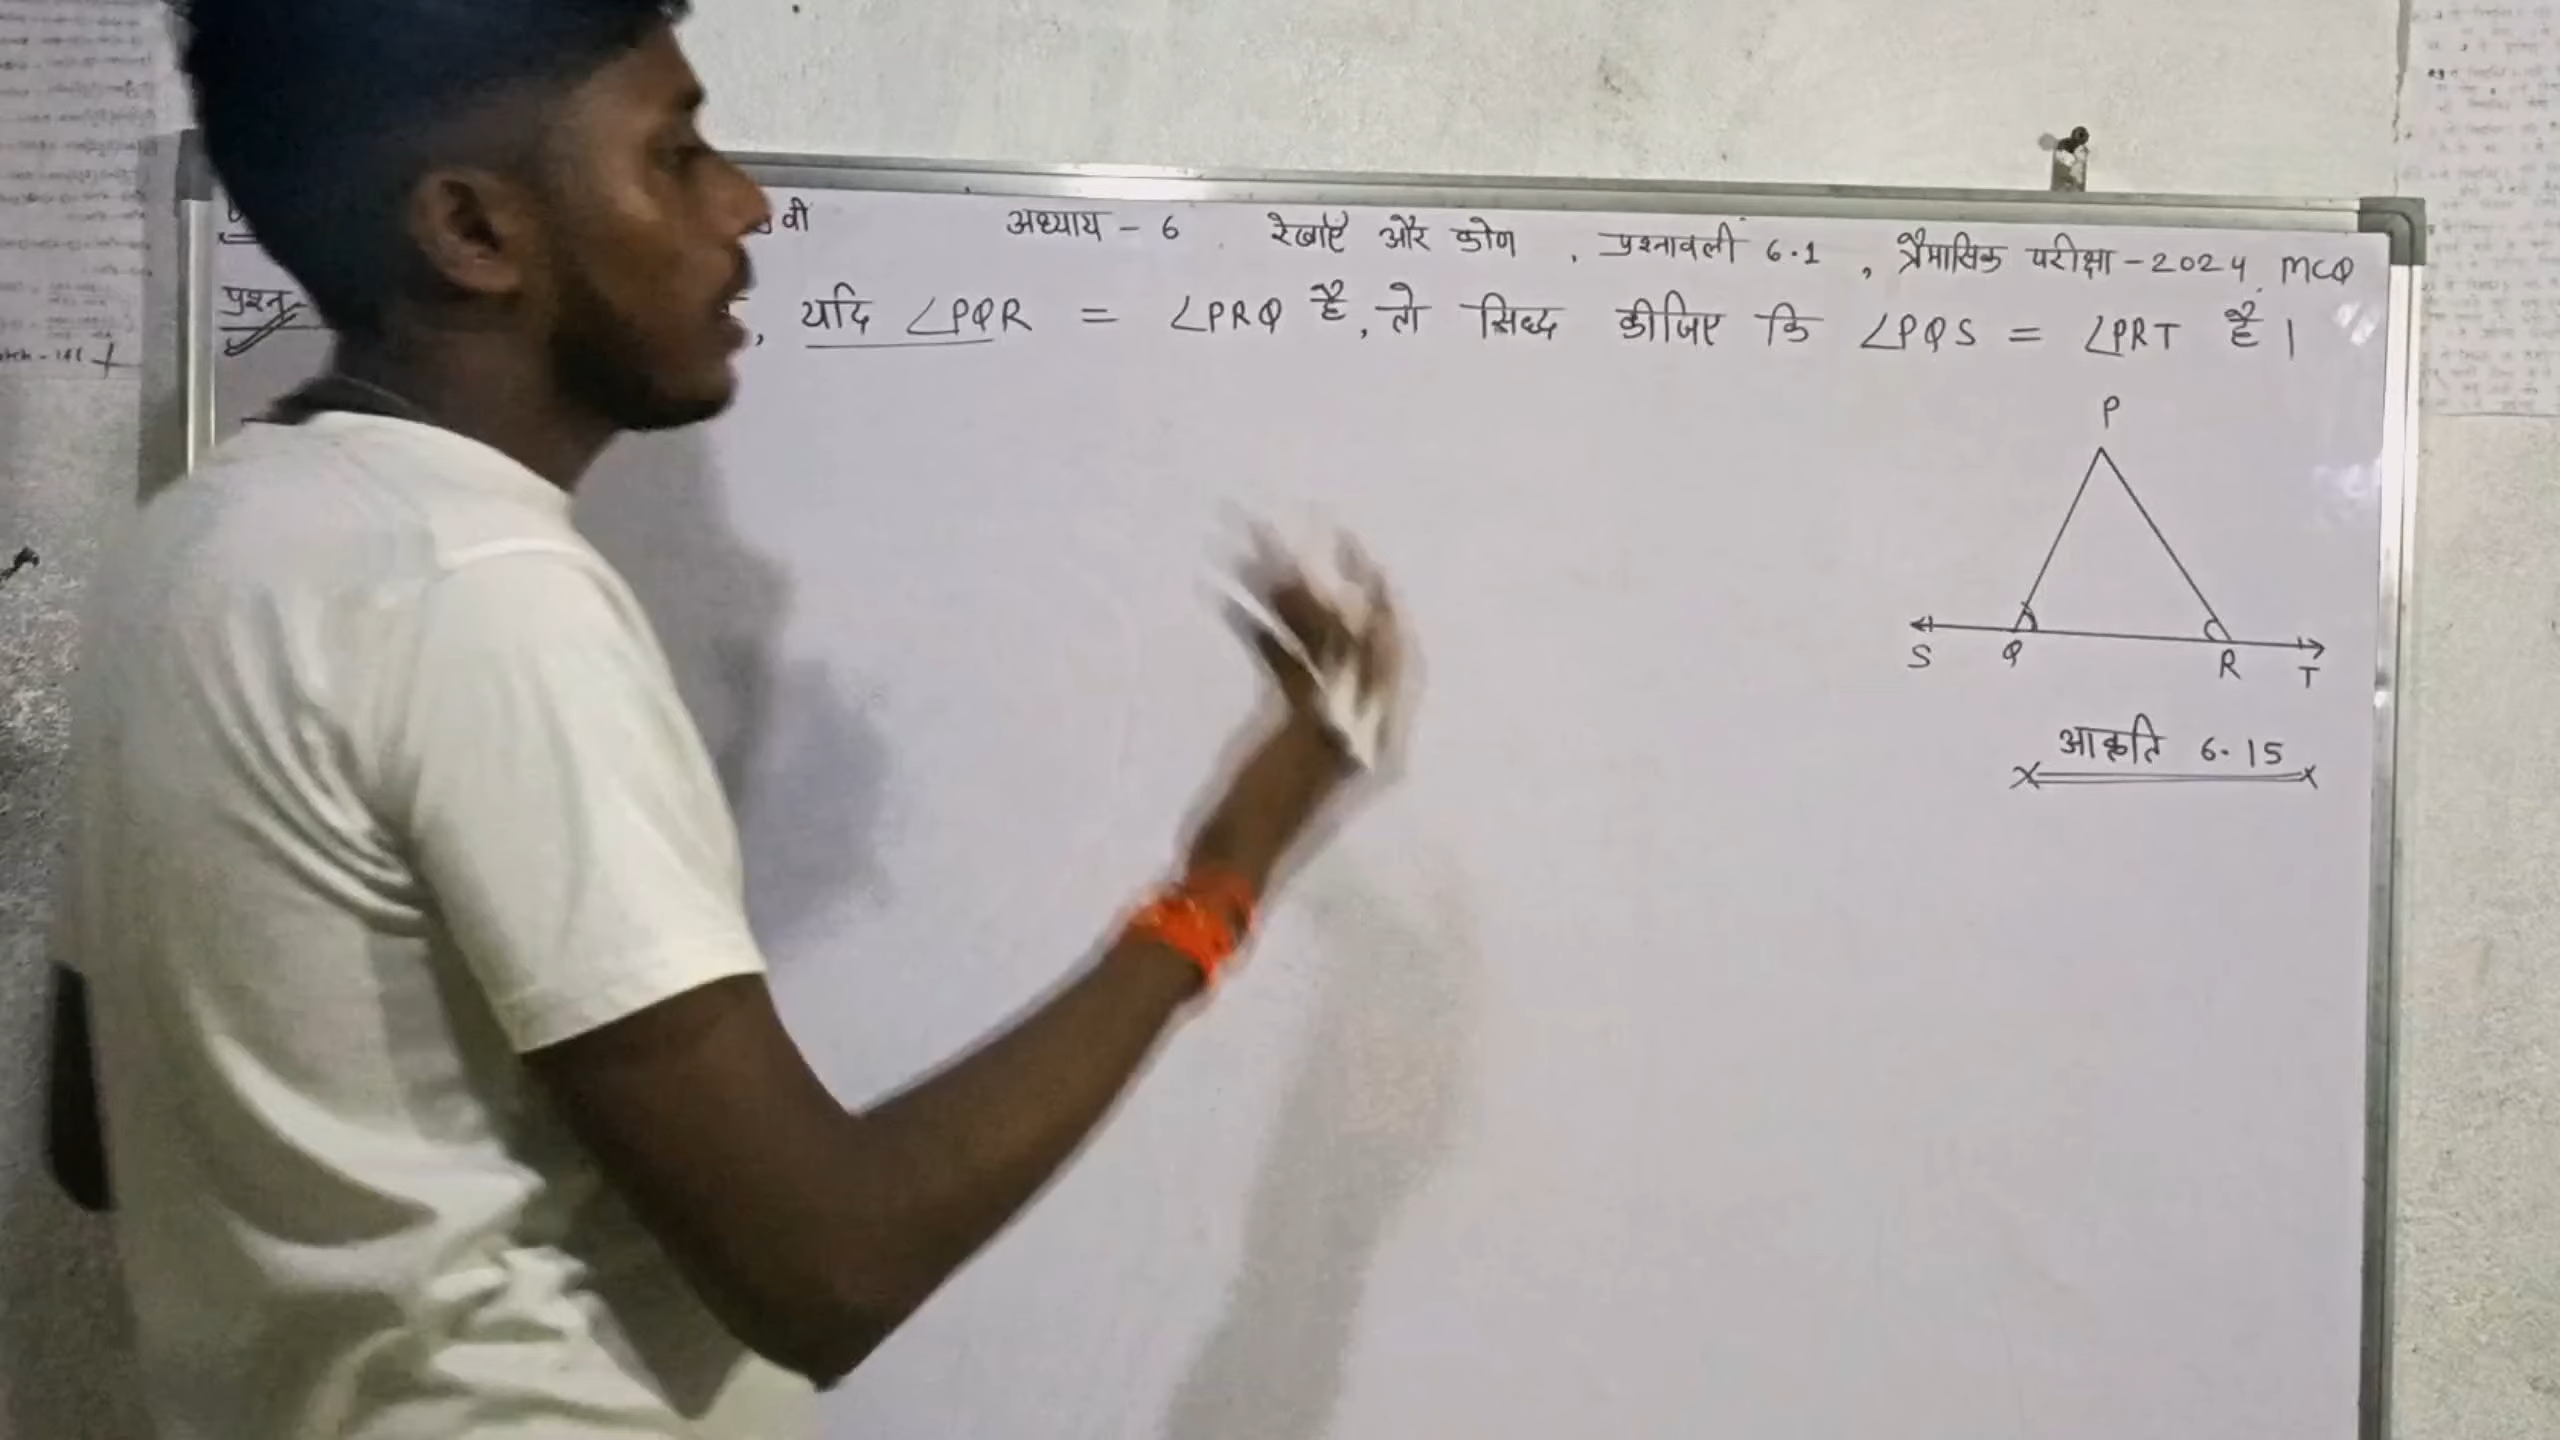 वी अध्याय - 6 . रेखाएँ और कोण , प्रश्नावली 6.1 , त्रैमासिक परीक्षा - 2024, MCQ
प्रश्न- , यदि ∠PQR = ∠PRQ है, तो सिध्द कीजिए कि ∠PQS = ∠PRT है।
P
S Q R T
आकृति 6.15